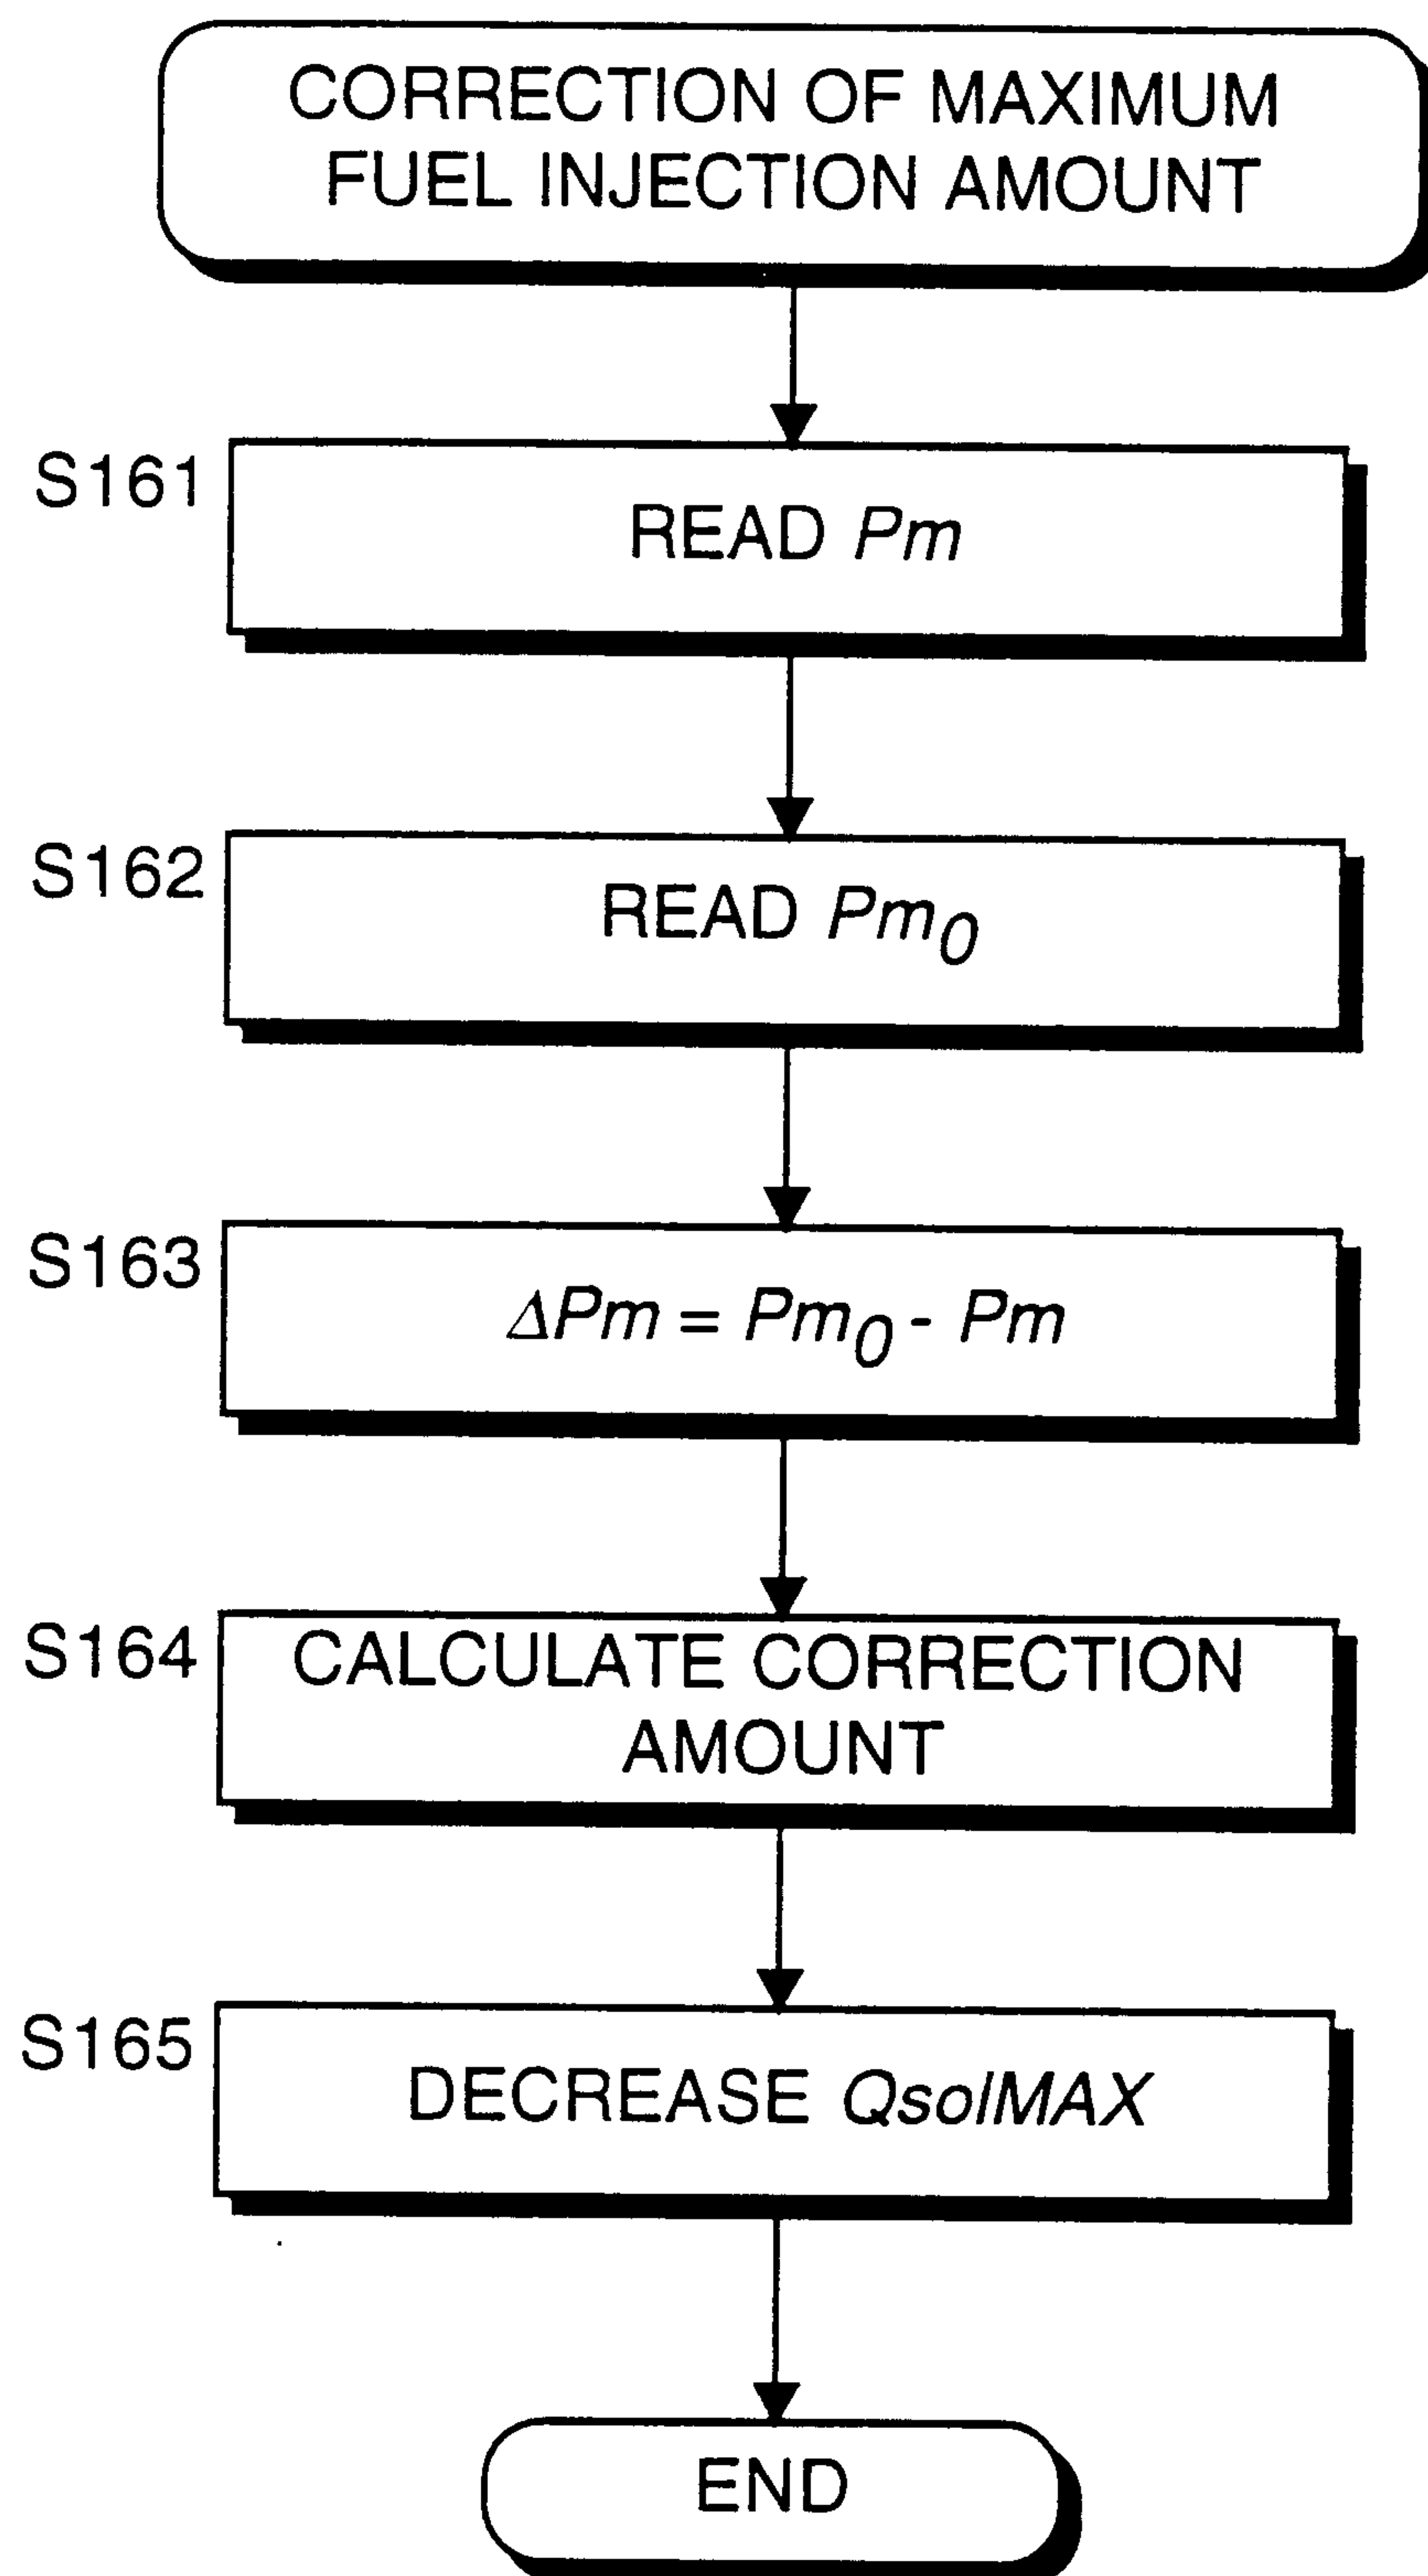 CORRECTION OF MAXIMUM
FUEL INJECTION AMOUNT
S161
READ Pm
S162
READ Pm0
S163
ΔPm = Pm0 - Pm
S164
CALCULATE CORRECTION
AMOUNT
S165
DECREASE QsolMAX
END